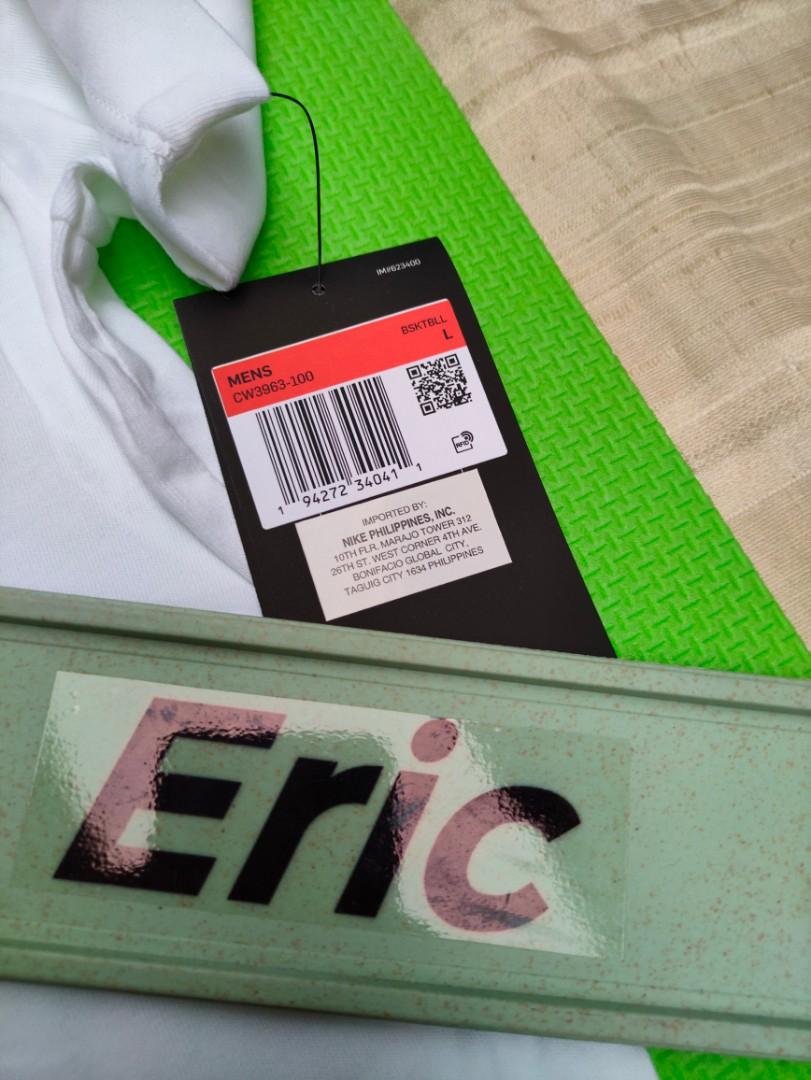 IM#623400
BSKTBLL
L
MENS
CW3963-100
RFID
1 94272 34041 1
IMPORTED BY:
NIKE PHILIPPINES, INC.
10TH FLR. MARAJO TOWER 312
26TH ST. WEST CORNER 4TH AVE.
BONIFACIO GLOBAL CITY,
TAGUIG CITY 1634 PHILIPPINES
Eric